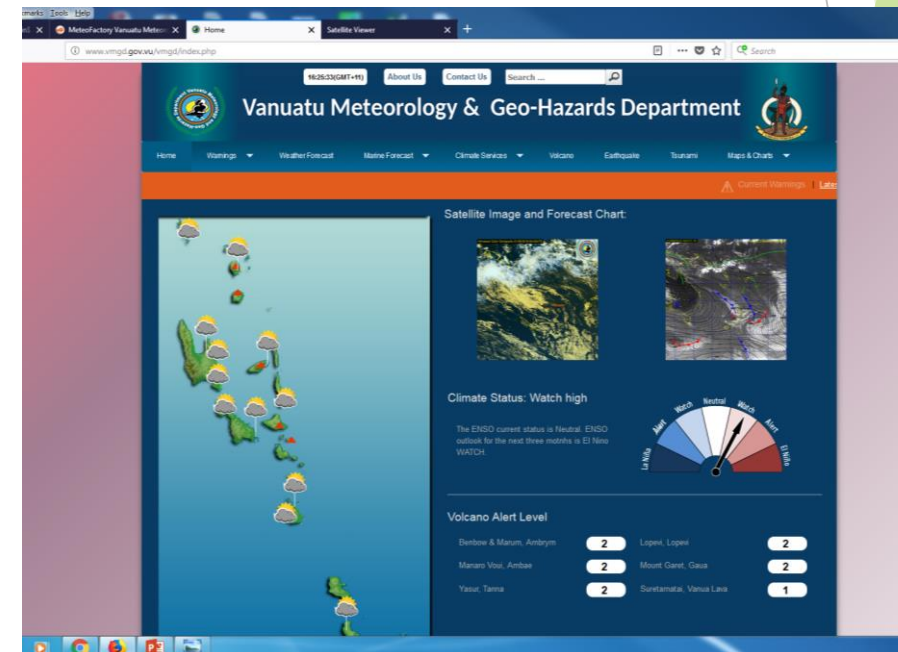 Tools Help
MeteoFactory Vanuatu Meteor X Home X Satellite Viewer X +
www.vmgd.gov.vu/vmgd/index.php Search
16:25:33(GMT+11) About Us Contact Us Search ...
Vanuatu Meteorology & Geo-Hazards Department
Home Warnings Weather Forecast Marine Forecast Climate Services Volcano Earthquake Tsunami Maps & Charts
Current Warnings |
Satellite Image and Forecast Chart:
Climate Status: Watch high
The ENSO current status is Neutral. ENSO
outlook for the next three motnhs is El Nino
WATCH.
La Niña Alert Watch Neutral Watch Alert El Niño
Volcano Alert Level
Benbow & Marum, Ambrym 2 Lopevi, Lopevi 2
Manaro Voui, Ambae 2 Mount Garet, Gaua 2
Yasur, Tanna 2 Suretamatai, Vanua Lava 1